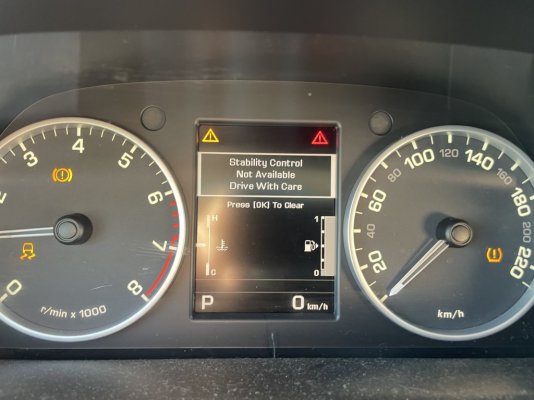 Stability Control
Not Available
Drive With Care
Press [OK] To Clear
H
1
C
0
P
0 km/h
2
3
4
5
6
7
8
0
r/min x 1000
20
60
80
100
120
140
160
180
200
220
km/h